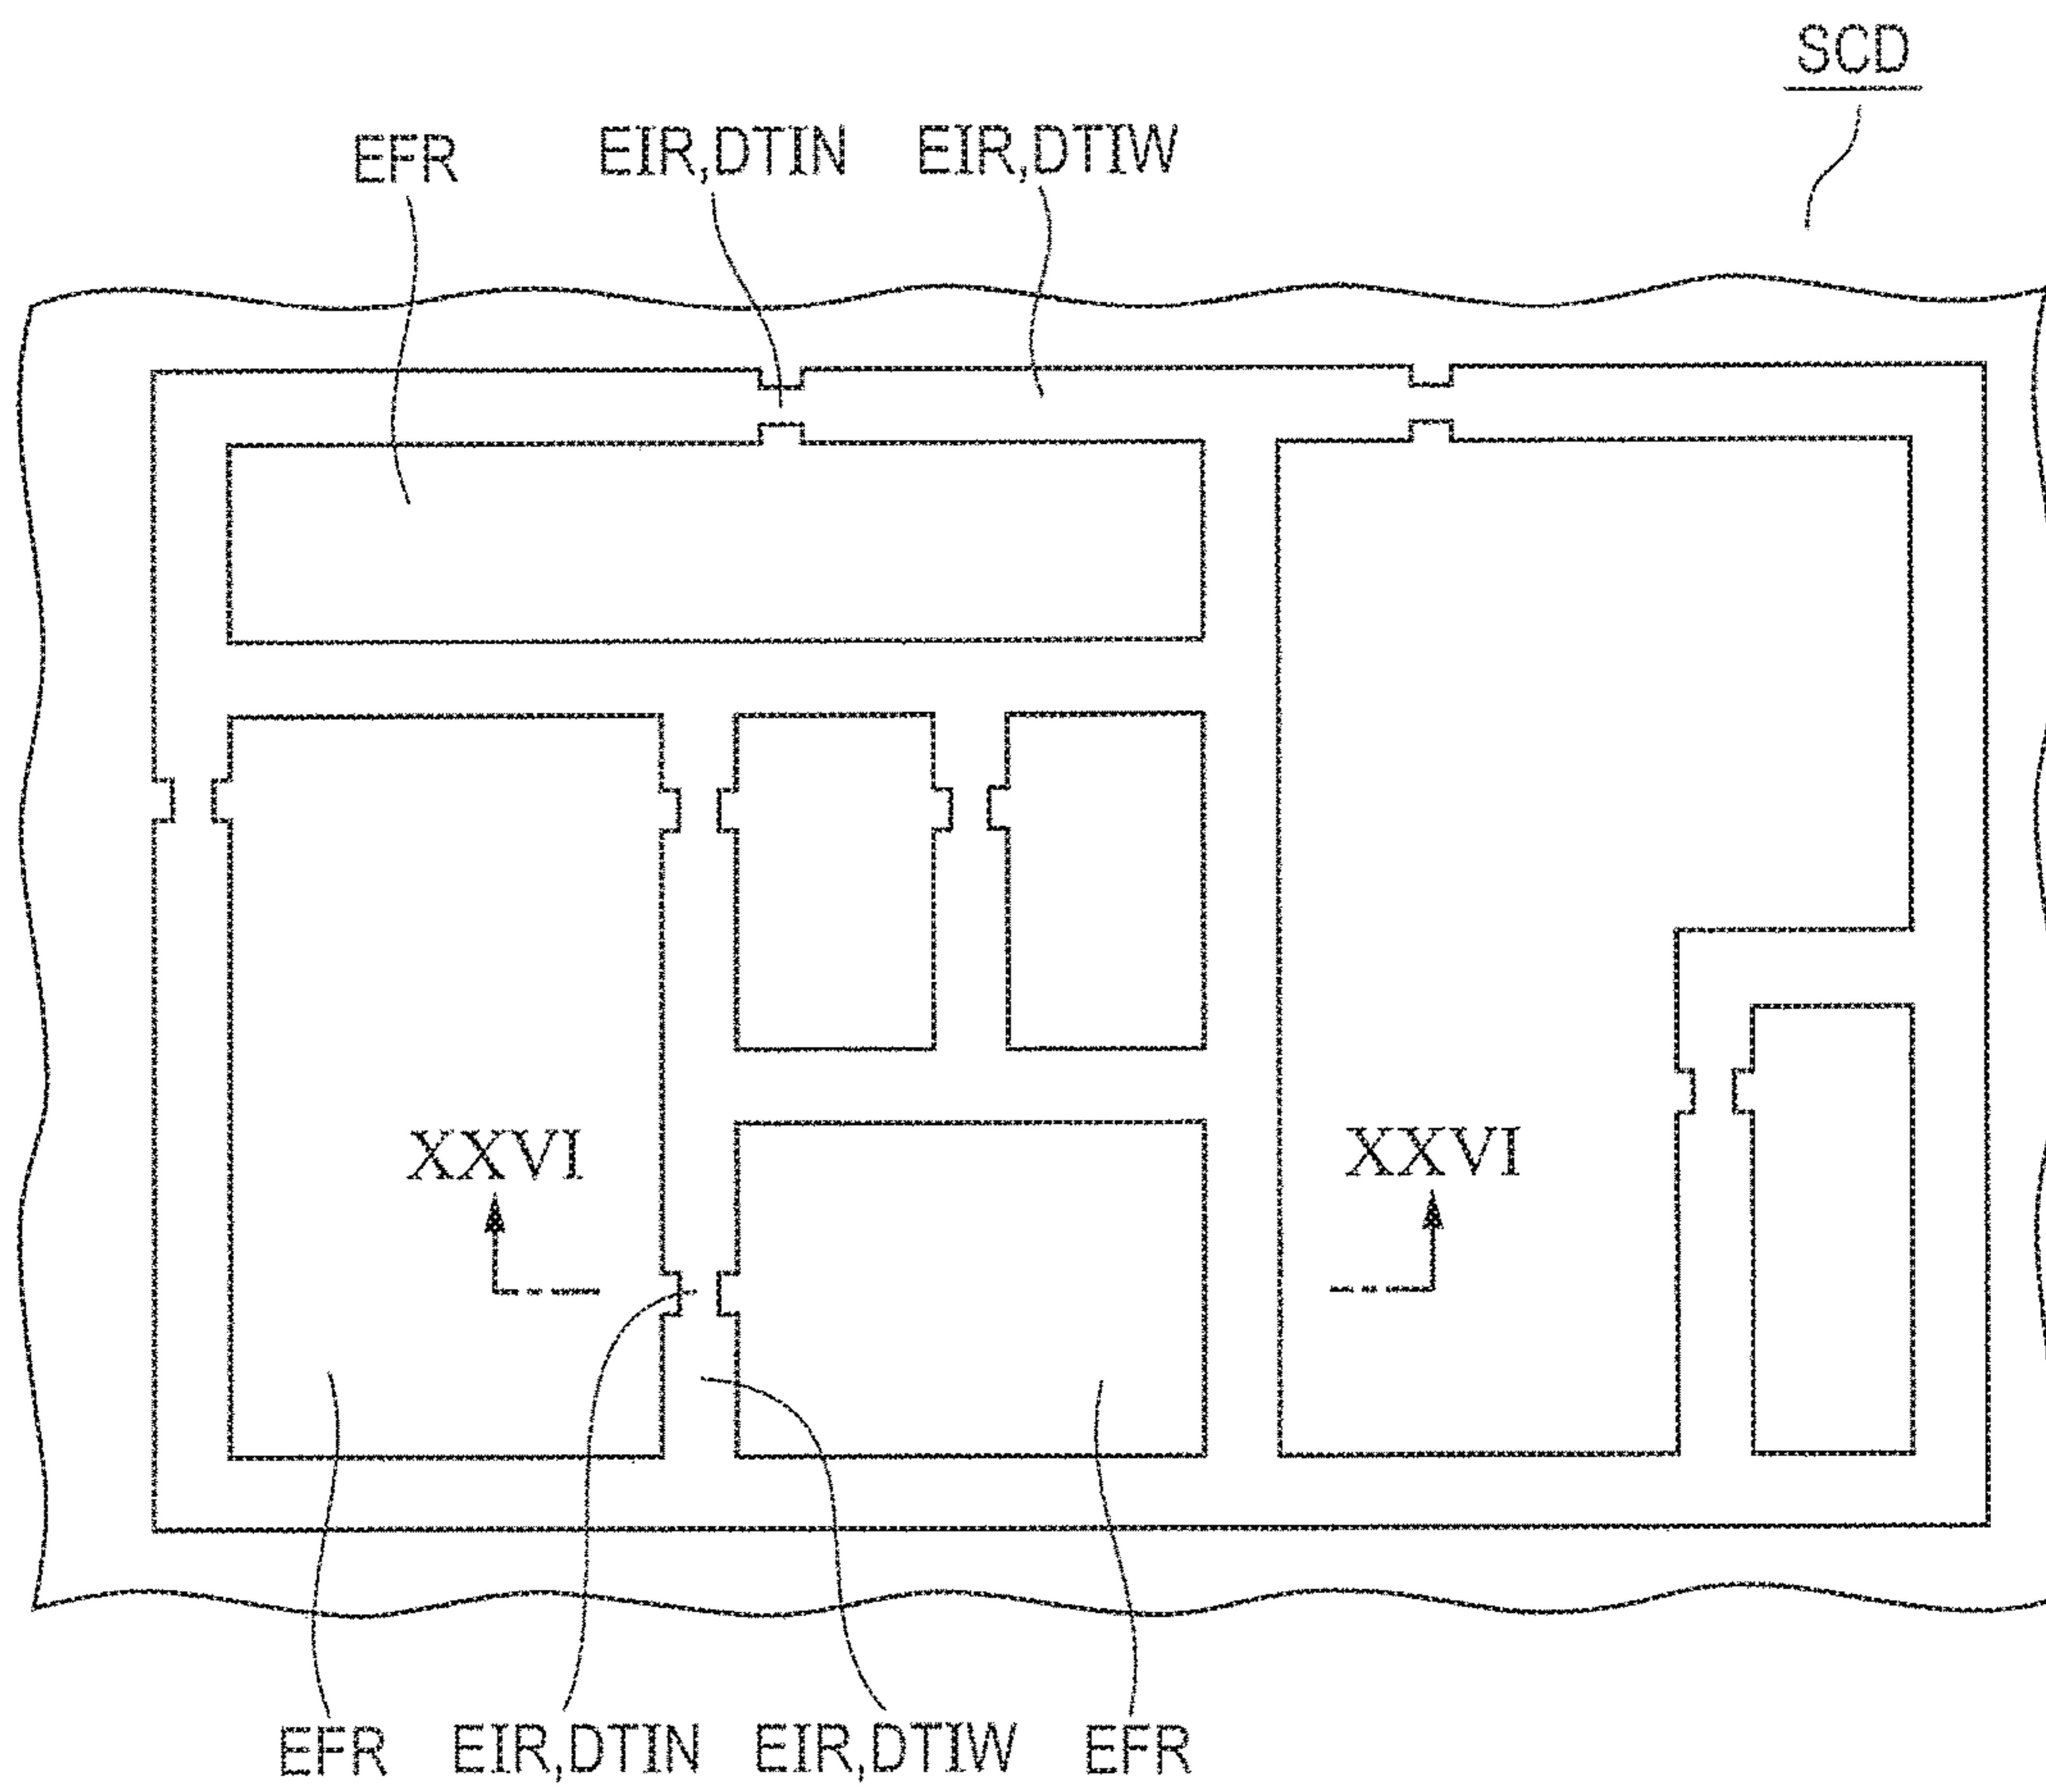 SCD
EFR EIR,DTIN EIR,DTIW
XXVI XXVI
EFR EIR,DTIN EIR,DTIW EFR